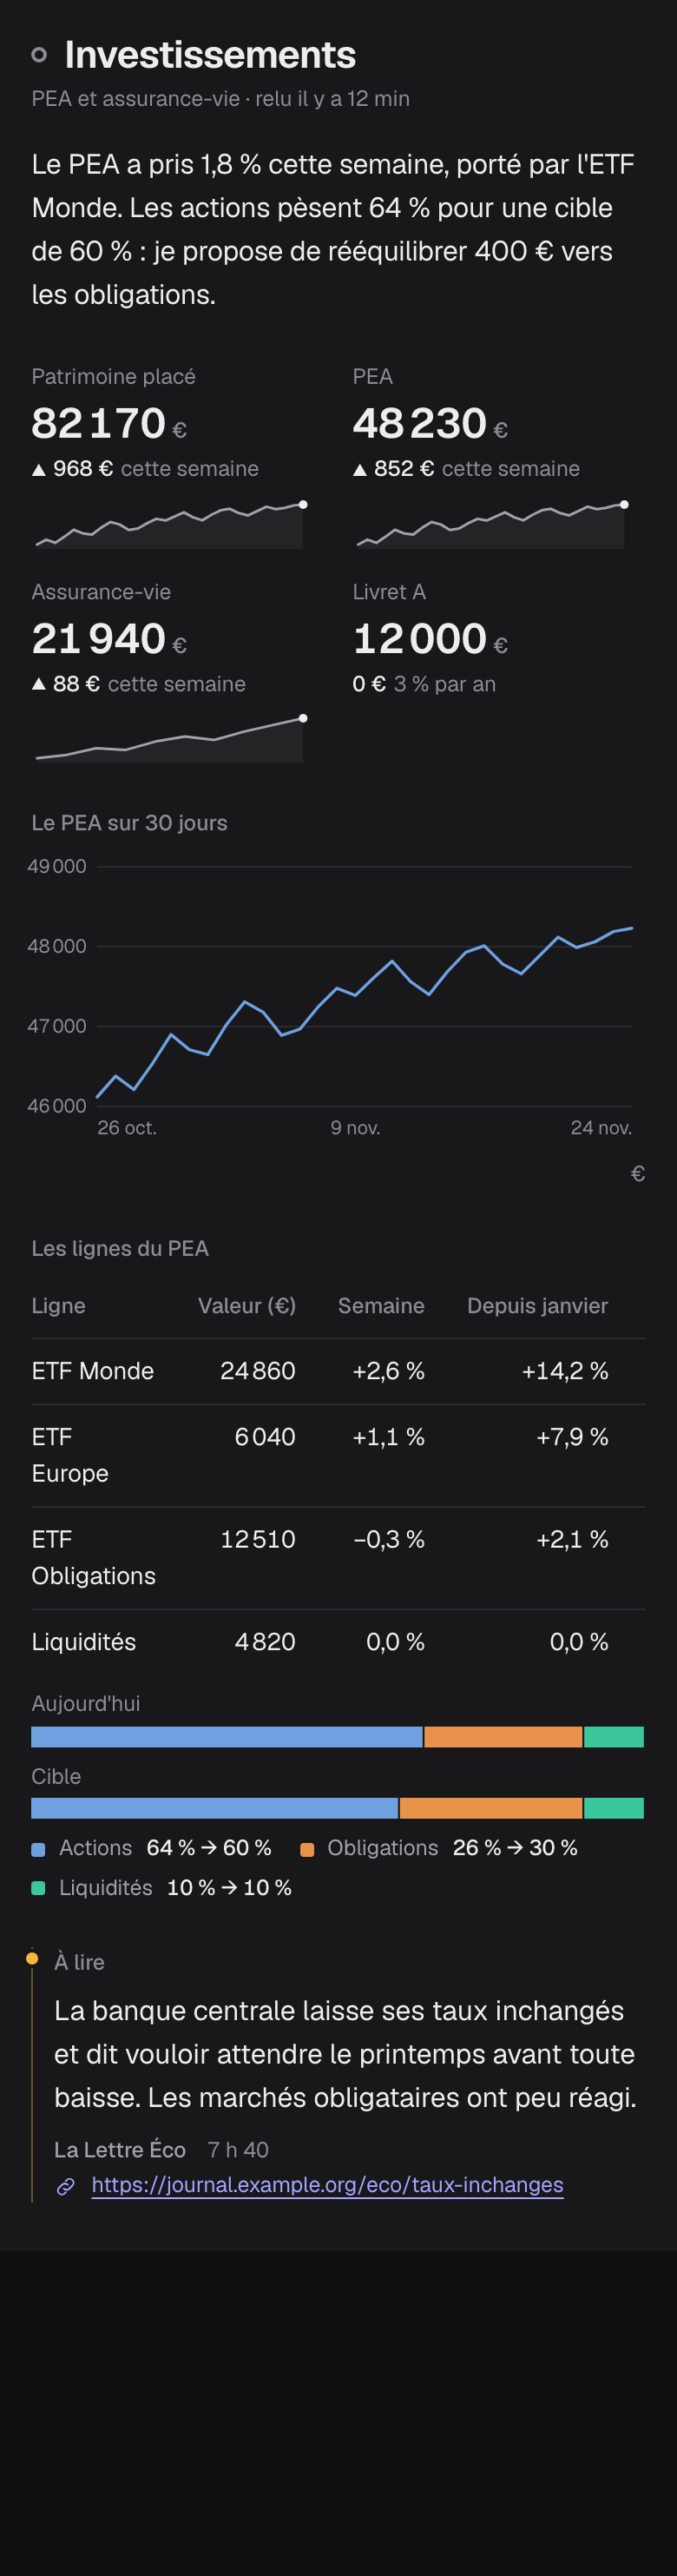 Investissements
PEA et assurance-vie · relu il y a 12 min
Le PEA a pris 1,8 % cette semaine, porté par l'ETF
Monde. Les actions pèsent 64 % pour une cible
de 60 % : je propose de rééquilibrer 400 € vers
les obligations.
Patrimoine placé
82 170 €
▲ 968 € cette semaine
PEA
48 230 €
▲ 852 € cette semaine
Assurance-vie
21 940 €
▲ 88 € cette semaine
Livret A
12 000 €
0 € 3 % par an
Le PEA sur 30 jours
49 000
48 000
47 000
46 000
26 oct. 9 nov. 24 nov.
€
Les lignes du PEA
Ligne Valeur (€) Semaine Depuis janvier
ETF Monde 24 860 +2,6 % +14,2 %
ETF 6 040 +1,1 % +7,9 %
Europe
ETF 12 510 −0,3 % +2,1 %
Obligations
Liquidités 4 820 0,0 % 0,0 %
Aujourd'hui
Cible
Actions 64 % → 60 % Obligations 26 % → 30 %
Liquidités 10 % → 10 %
À lire
La banque centrale laisse ses taux inchangés
et dit vouloir attendre le printemps avant toute
baisse. Les marchés obligataires ont peu réagi.
La Lettre Éco 7 h 40
https://journal.example.org/eco/taux-inchanges